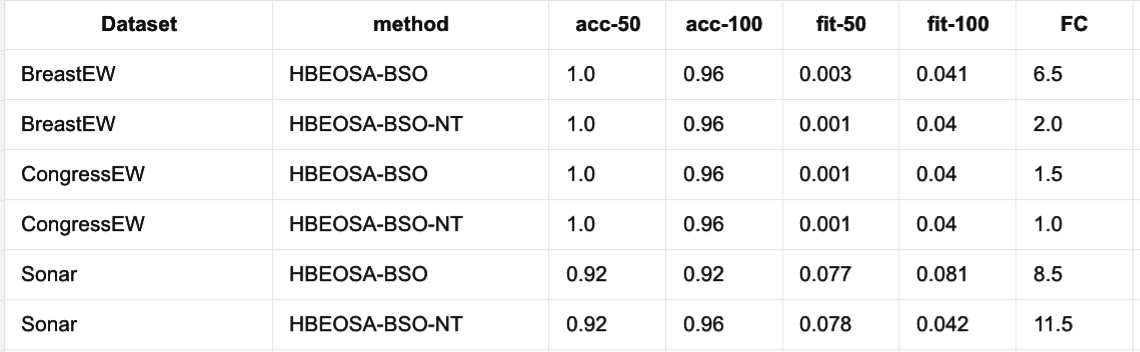 Dataset method acc-50 acc-100 fit-50 fit-100 FC
BreastEW HBEOSA-BSO 1.0 0.96 0.003 0.041 6.5
BreastEW HBEOSA-BSO-NT 1.0 0.96 0.001 0.04 2.0
CongressEW HBEOSA-BSO 1.0 0.96 0.001 0.04 1.5
CongressEW HBEOSA-BSO-NT 1.0 0.96 0.001 0.04 1.0
Sonar HBEOSA-BSO 0.92 0.92 0.077 0.081 8.5
Sonar HBEOSA-BSO-NT 0.92 0.96 0.078 0.042 11.5